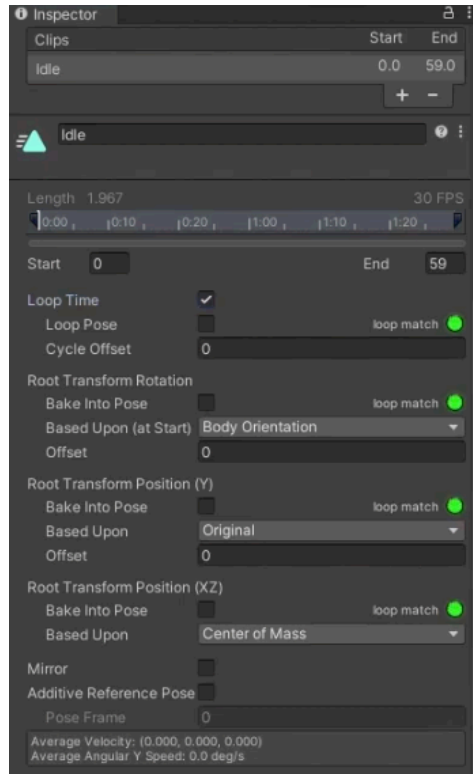 Inspector
Clips Start End
Idle 0.0 59.0
+ -
Idle
Length 1.967 30 FPS
0:00 0:10 0:20 1:00 1:10 1:20
Start 0 End 59
Loop Time
Loop Pose loop match
Cycle Offset 0
Root Transform Rotation
Bake Into Pose loop match
Based Upon (at Start) Body Orientation
Offset 0
Root Transform Position (Y)
Bake Into Pose loop match
Based Upon Original
Offset 0
Root Transform Position (XZ)
Bake Into Pose loop match
Based Upon Center of Mass
Mirror
Additive Reference Pose
Pose Frame 0
Average Velocity: (0.000, 0.000, 0.000)
Average Angular Y Speed: 0.0 deg/s